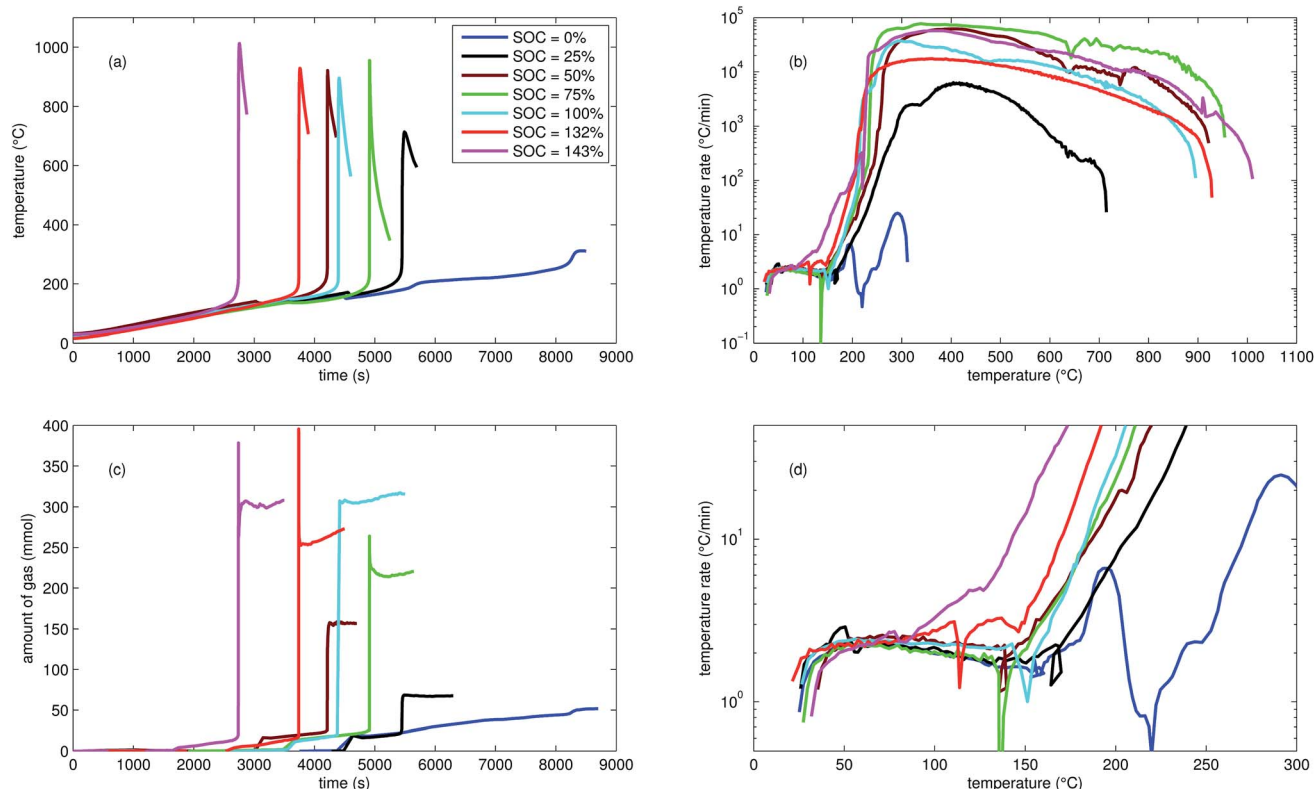 (a)
SOC = 0%
SOC = 25%
SOC = 50%
SOC = 75%
SOC = 100%
SOC = 132%
SOC = 143%
temperature (°C)
1000
800
600
400
200
0
0 1000 2000 3000 4000 5000 6000 7000 8000 9000
time (s)
(b)
temperature rate (°C/min)
10^5
10^4
10^3
10^2
10^1
10^0
10^-1
0 100 200 300 400 500 600 700 800 900 1000 1100
temperature (°C)
(c)
amount of gas (mmol)
400
350
300
250
200
150
100
50
0
0 1000 2000 3000 4000 5000 6000 7000 8000 9000
time (s)
(d)
temperature rate (°C/min)
10^1
10^0
0 50 100 150 200 250 300
temperature (°C)